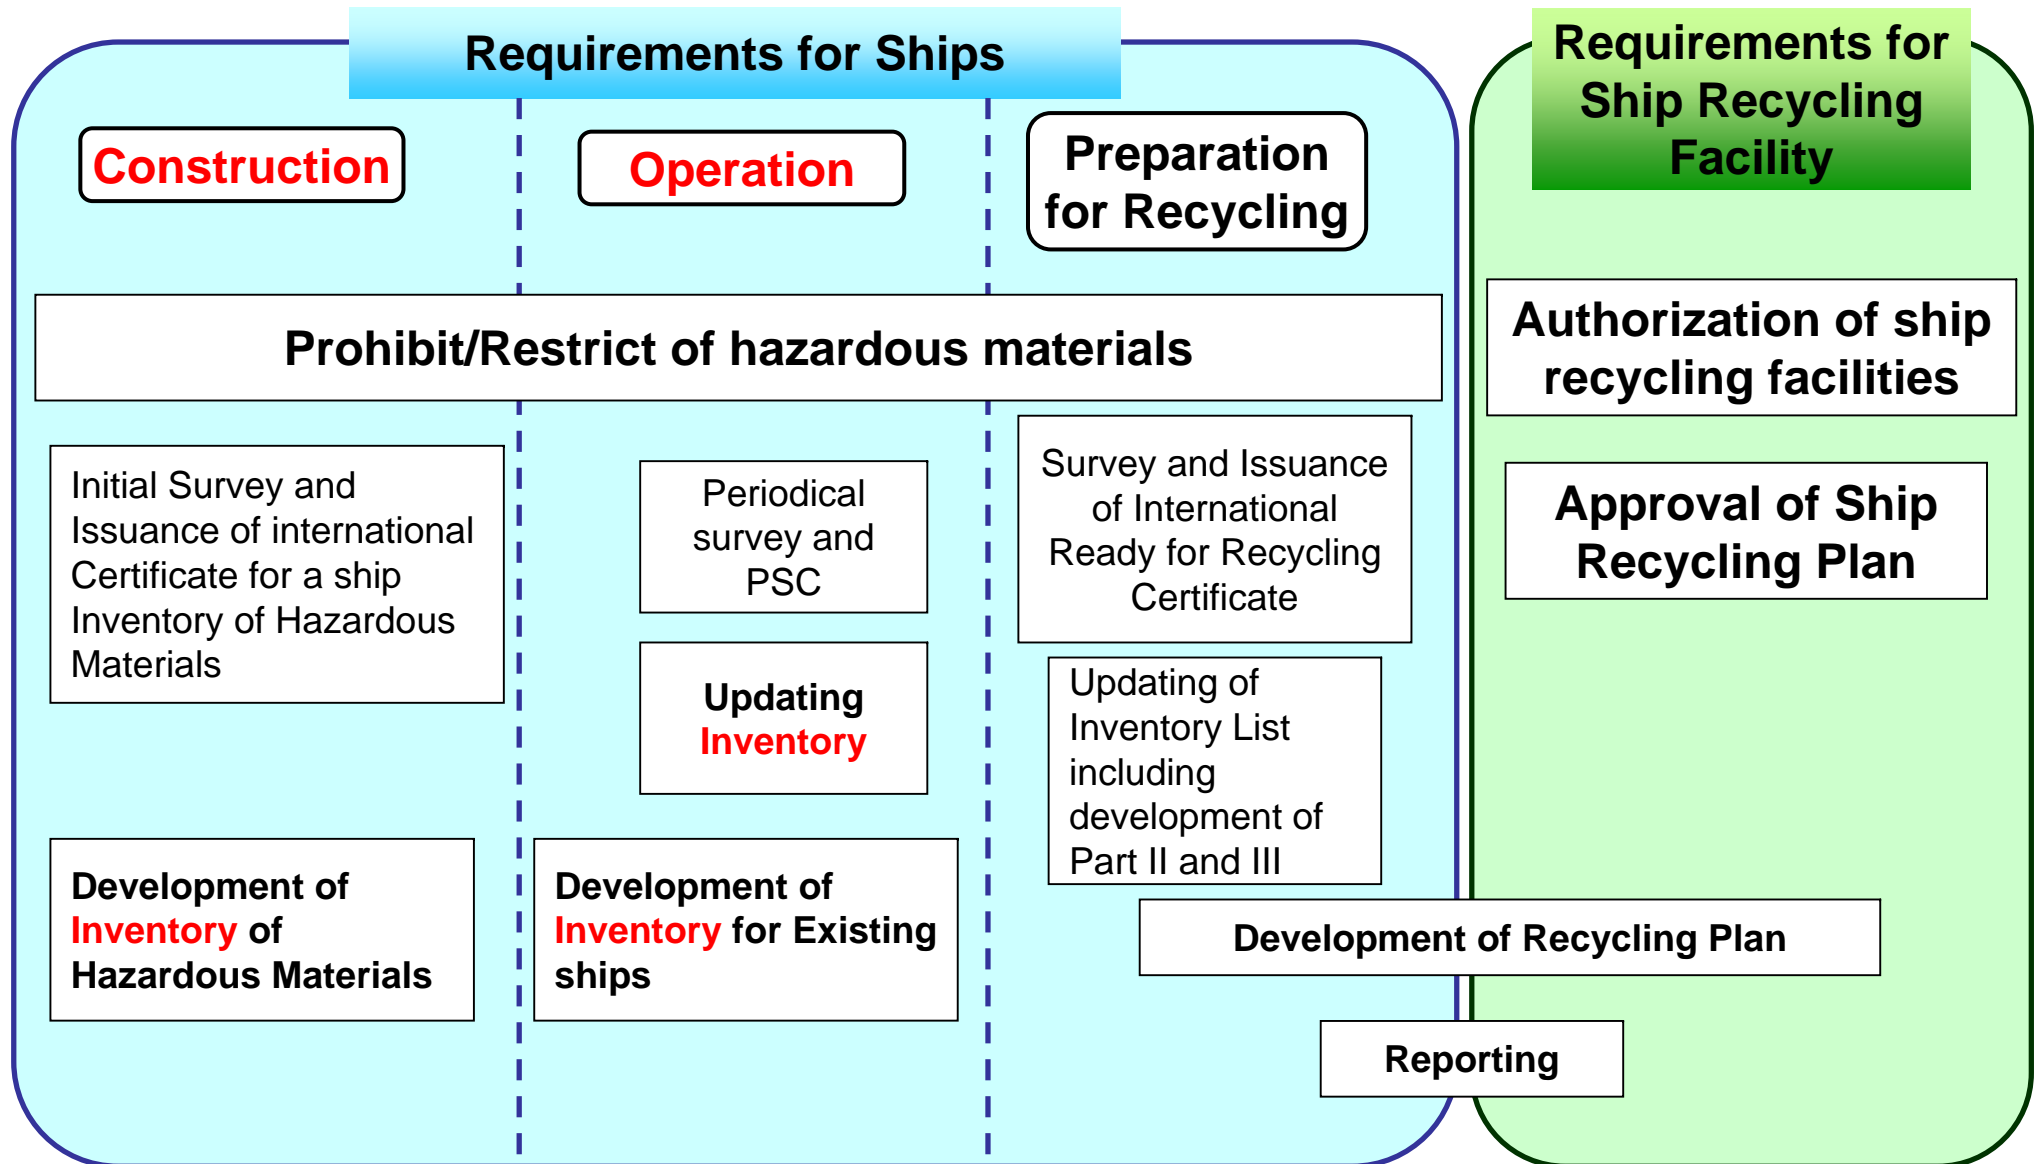 Requirements for Ships
Requirements for
Ship Recycling
Facility
Construction
Operation
Preparation
for Recycling
Prohibit/Restrict of hazardous materials
Authorization of ship
recycling facilities
Initial Survey and
Issuance of international
Certificate for a ship
Inventory of Hazardous
Materials
Periodical
survey and
PSC
Survey and Issuance
of International
Ready for Recycling
Certificate
Approval of Ship
Recycling Plan
Updating
Inventory
Updating of
Inventory List
including
development of
Part II and III
Development of
Inventory of
Hazardous Materials
Development of
Inventory for Existing
ships
Development of Recycling Plan
Reporting